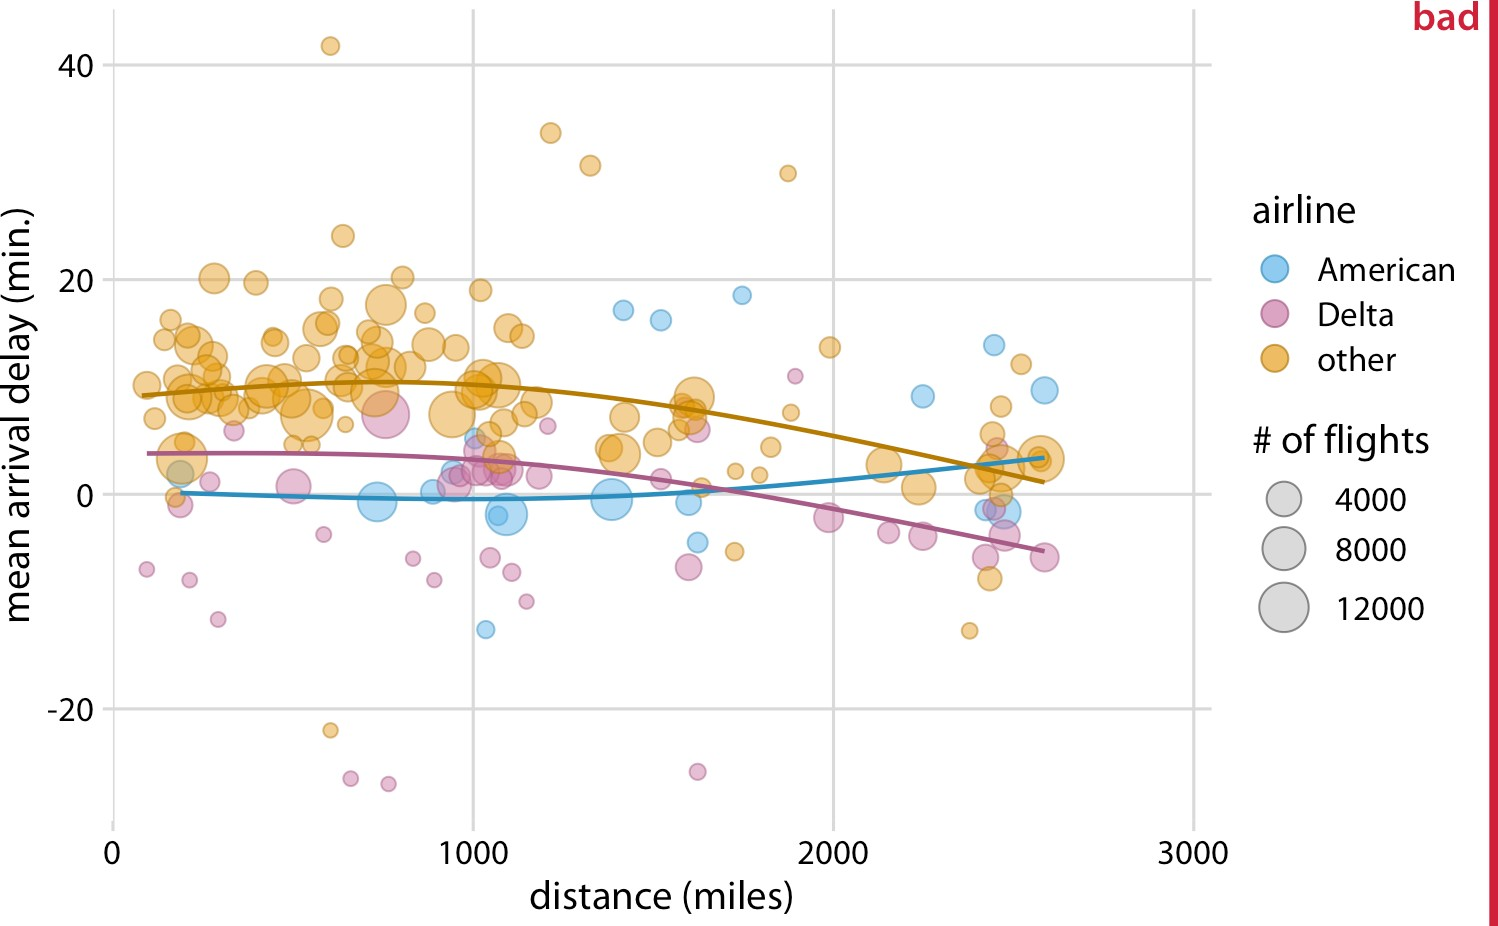 bad
40
20
0
-20
mean arrival delay (min.)
0
1000
2000
3000
distance (miles)
airline
American
Delta
other
# of flights
4000
8000
12000